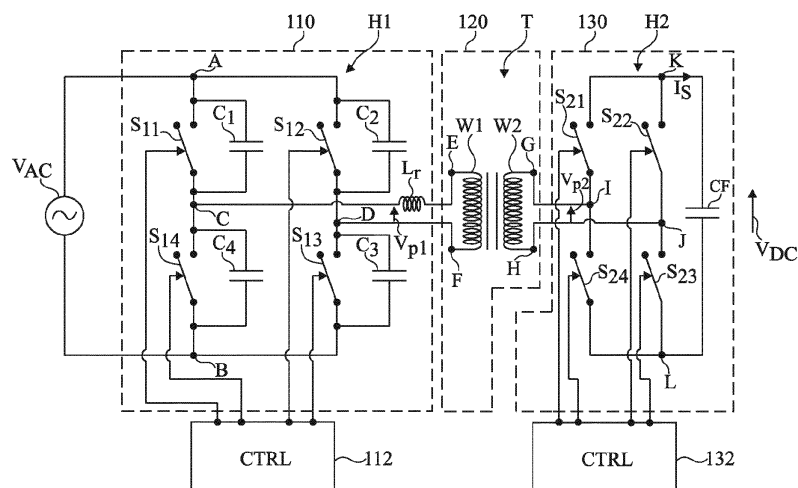 110 H1 120 T 130 H2
A K
IS
C1 C2 S21 S22
S11 S12 W1 W2
E G
Lr
VAC Vp2 I CF
C D J VDC
Vp1
S14 C4 S13 C3 F H S24 S23
B L
CTRL 112 CTRL 132